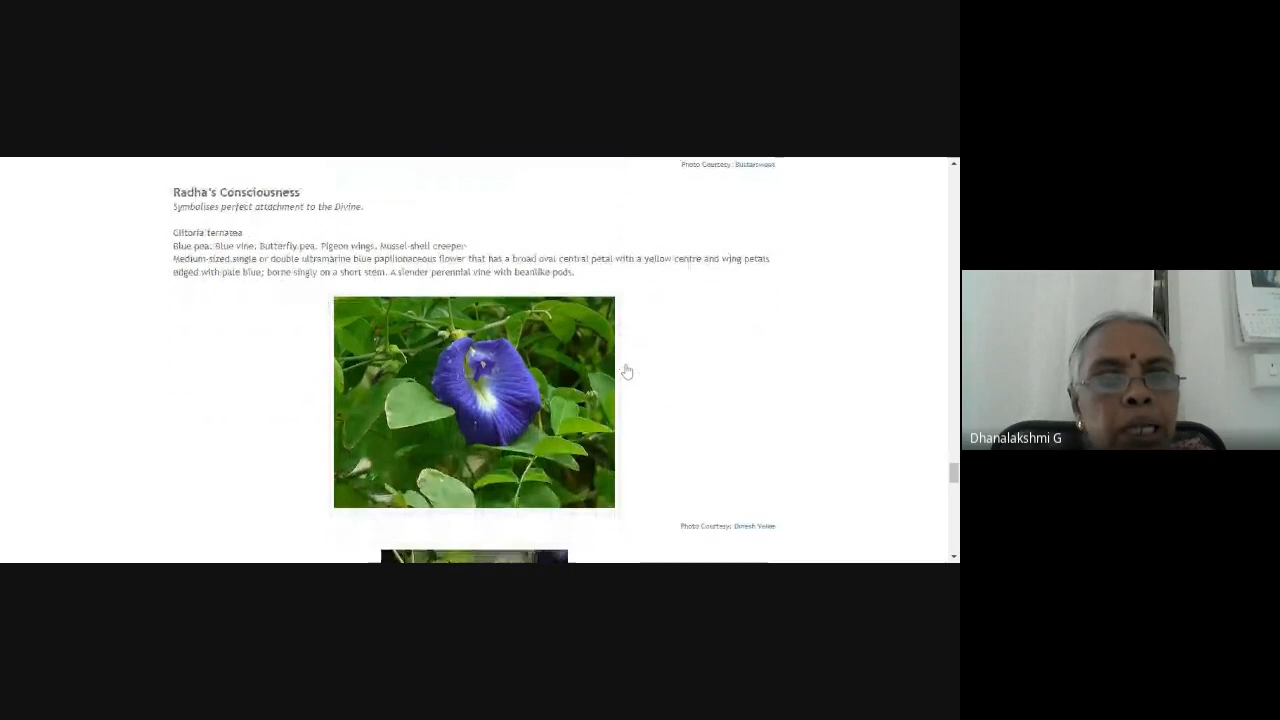 Photo Courtesy:
Radha's Consciousness
Symbolises perfect attachment to the Divine.
Clitoria ternatea
Blue pea, Blue vine, Butterfly pea, Pigeon wings, Mussel-shell creeper
Medium-sized single or double ultramarine blue papilionaceous flower that has a broad oval central petal with a yellow centre and wing petals
edged with pale blue; borne singly on a short stem. A slender perennial vine with beanlike pods.
Photo Courtesy: Dinesh
Dhanalakshmi G